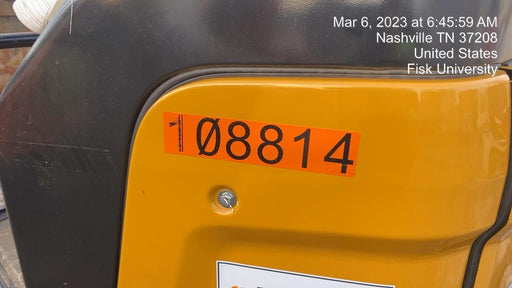 Mar 6, 2023 at 6:45:59 AM
Nashville TN 37208
United States
Fisk University
Ø8814